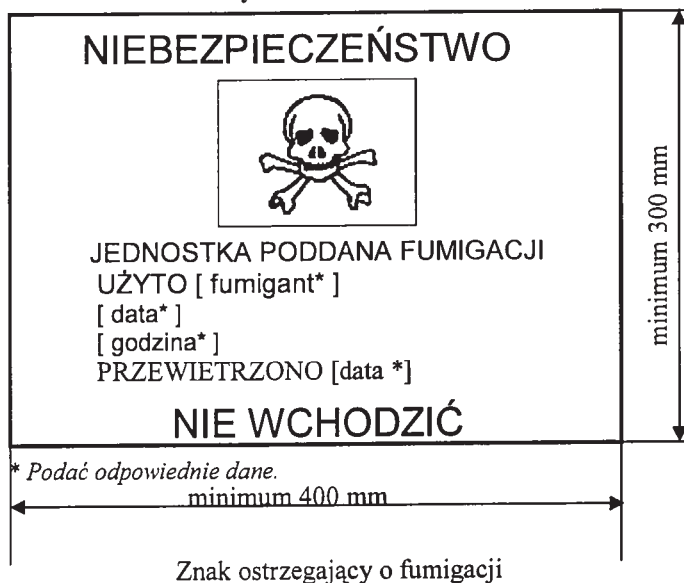 NIEBEZPIECZEŃSTWO
JEDNOSTKA PODDANA FUMIGACJI
UŻYTO [ fumigant* ]
[ data* ]
[ godzina* ]
PRZEWIETRZONO [data *]
NIE WCHODZIĆ
minimum 300 mm
* Podać odpowiednie dane.
minimum 400 mm
Znak ostrzegający o fumigacji